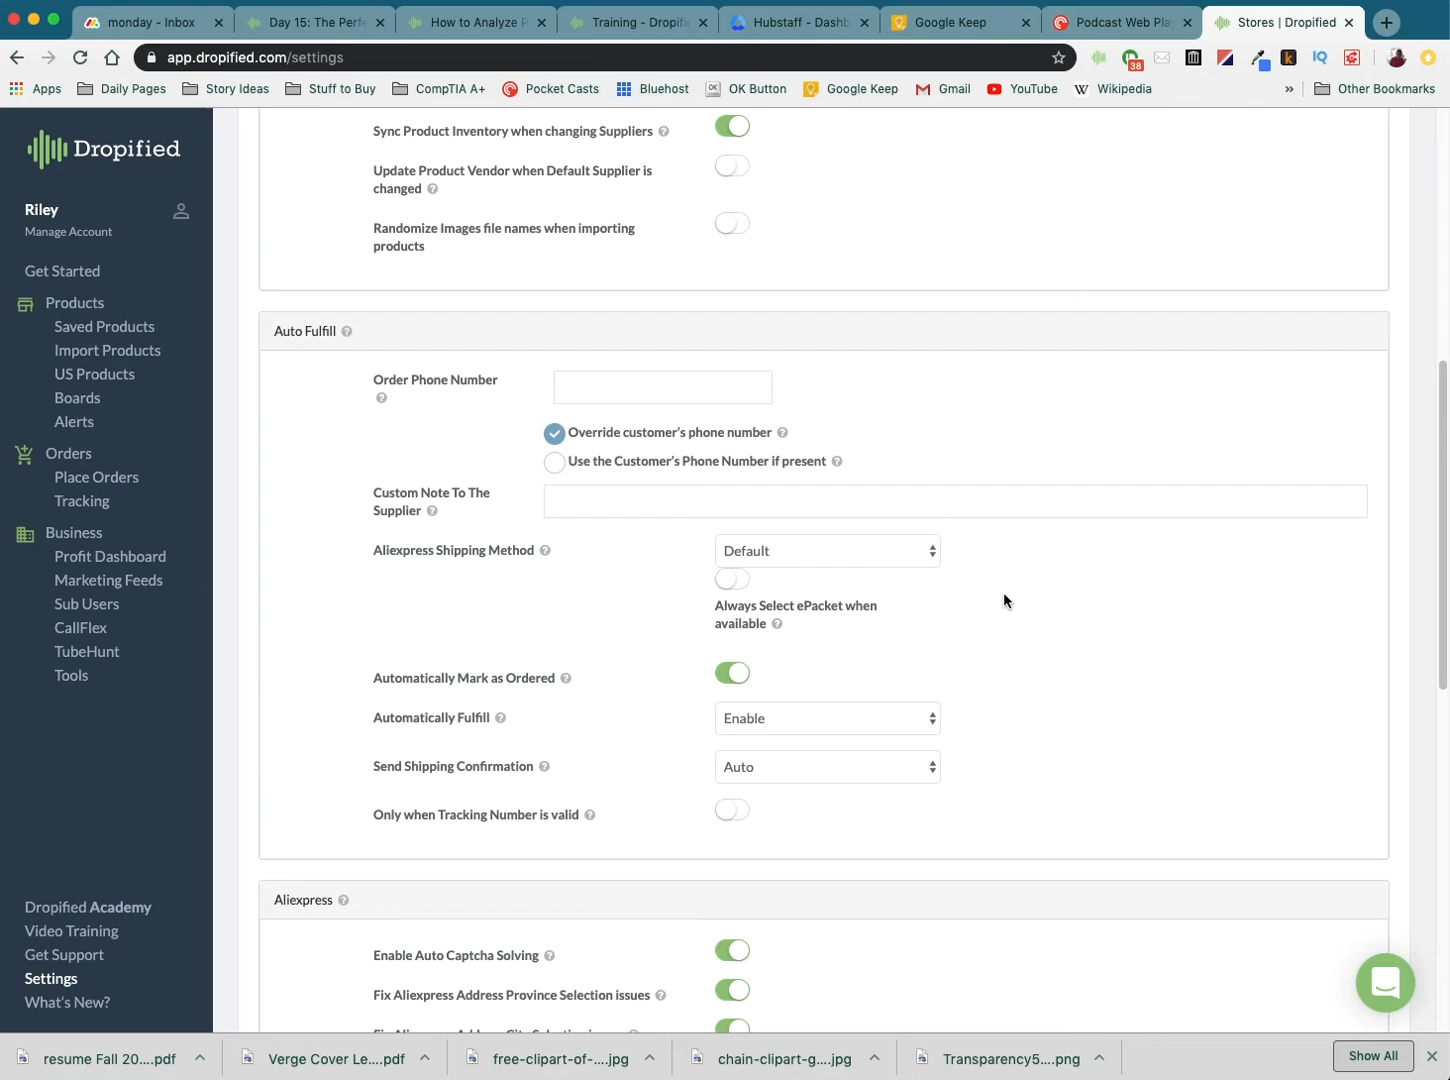 monday - Inbox
Day 15: The Perfe
How to Analyze P
Training - Dropifie
Hubstaff - Dashb
Google Keep
Podcast Web Play
Stores | Dropified
app.dropified.com/settings
38
Apps
Daily Pages
Story Ideas
Stuff to Buy
CompTIA A+
Pocket Casts
Bluehost
OK Button
Google Keep
Gmail
YouTube
Wikipedia
»
Other Bookmarks
Dropified
Riley
Manage Account
Get Started
Products
Saved Products
Import Products
US Products
Boards
Alerts
Orders
Place Orders
Tracking
Business
Profit Dashboard
Marketing Feeds
Sub Users
CallFlex
TubeHunt
Tools
Dropified Academy
Video Training
Get Support
Settings
What's New?
Sync Product Inventory when changing Suppliers
Update Product Vendor when Default Supplier is
changed
Randomize Images file names when importing
products
Auto Fulfill
Order Phone Number
Override customer's phone number
Use the Customer's Phone Number if present
Custom Note To The
Supplier
Aliexpress Shipping Method
Default
Always Select ePacket when
available
Automatically Mark as Ordered
Automatically Fulfill
Enable
Send Shipping Confirmation
Auto
Only when Tracking Number is valid
Aliexpress
Enable Auto Captcha Solving
Fix Aliexpress Address Province Selection issues
resume Fall 20....pdf
Verge Cover Le....pdf
free-clipart-of-....jpg
chain-clipart-g....jpg
Transparency5....png
Show All